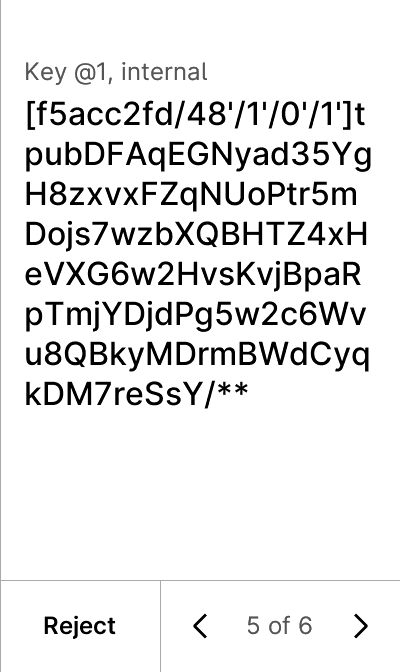 Key @1, internal
[f5acc2fd/48'/1'/0'/1']t
pubDFAqEGNyad35Yg
H8zxvxFZqNUoPtr5m
Dojs7wzbXQBHTZ4xH
eVXG6w2HvsKvjBpaR
pTmjYDjdPg5w2c6Wv
u8QBkyMDrmBWdCyq
kDM7reSsY/**
Reject
5 of 6